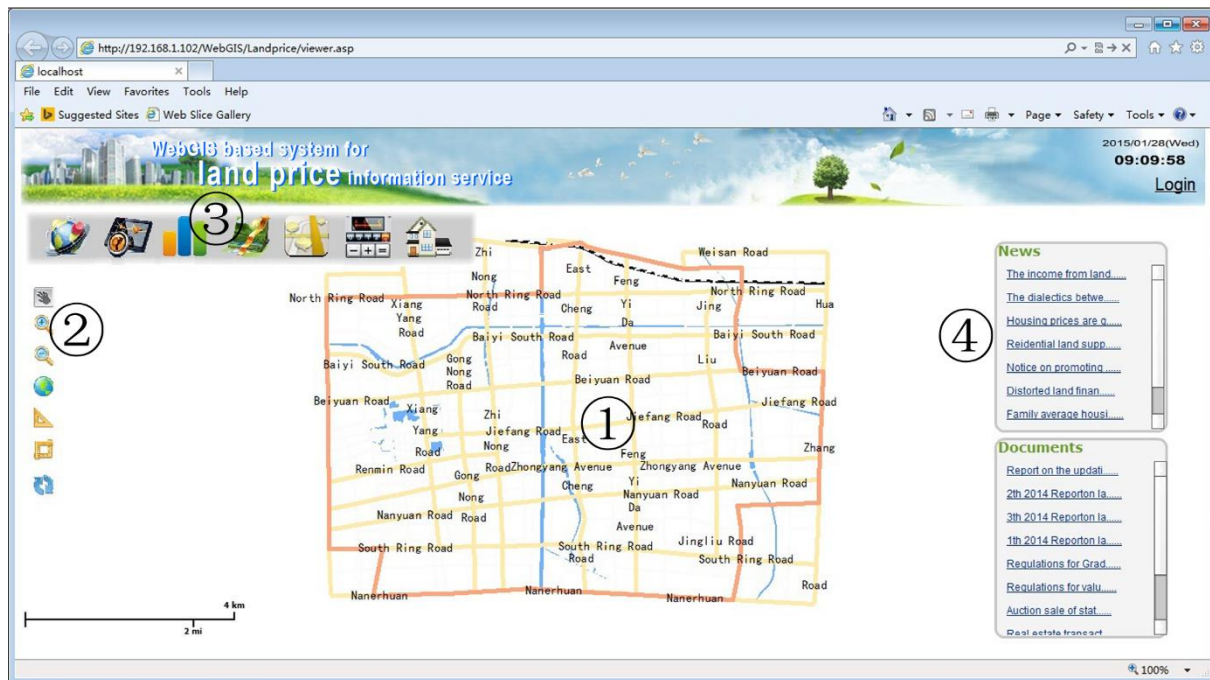 http://192.168.1.102/WebGIS/Landprice/viewer.asp
localhost
File Edit View Favorites Tools Help
Suggested Sites Web Slice Gallery
Page Safety Tools
WebGIS based system for
land price information service
2015/01/28(Wed)
09:09:58
Login
③
Zhi
Weisan Road
East
Nong
Feng
North Ring Road
Xiang
North Ring Road
Road
Cheng
Yi
North Ring Road
Jing
Hua
Yang
Road
Da
Baiyi South Road
Baiyi South Road
Avenue
Baiyi South Road
Gong
Nong
Road
Road
Liu
Beiyuan Road
Beiyuan Road
Beiyuan Road
Xiang
Zhi
Jiefang Road
Jiefang Road
Road
Yang
Jiefang Road
East
Road
Nong
Feng
Zhang
Renmin Road
Gong
Road
Zhongyang Avenue
Zhongyang Avenue
Cheng
Yi
Nanyuan Road
Nong
Nanyuan Road
Da
Nanyuan Road
Road
Avenue
South Ring Road
South Ring Road
Road
Jingliu Road
South Ring Road
Road
Nanerhuan
Nanerhuan
Nanerhuan
①
②
4 km
2 mi
④
News
The income from land......
The dialectics betwe......
Housing prices are g......
Reidential land supp......
Notice on promoting ......
Distorted land finan......
Family average housi......
Documents
Report on the updati......
2th 2014 Reporton la......
3th 2014 Reporton la......
1th 2014 Reporton la......
Regulations for Grad......
Regulations for valu......
Auction sale of stat......
Real estate transact
100%